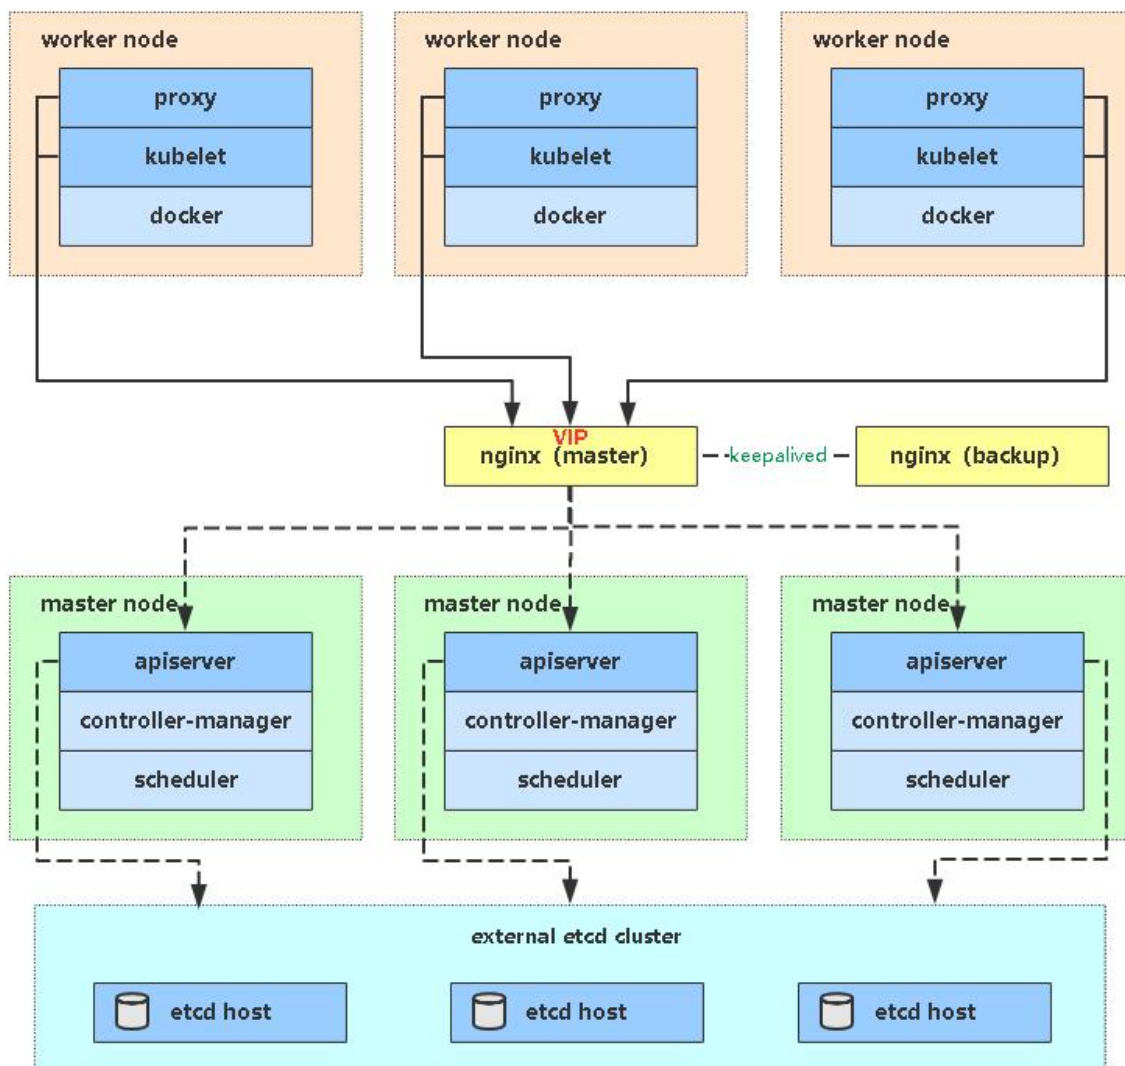 worker node
worker node
worker node
proxy
proxy
proxy
kubelet
kubelet
kubelet
docker
docker
docker
VIP
nginx (master)
keepalived
nginx (backup)
master node
master node
master node
apiserver
apiserver
apiserver
controller-manager
controller-manager
controller-manager
scheduler
scheduler
scheduler
external etcd cluster
etcd host
etcd host
etcd host